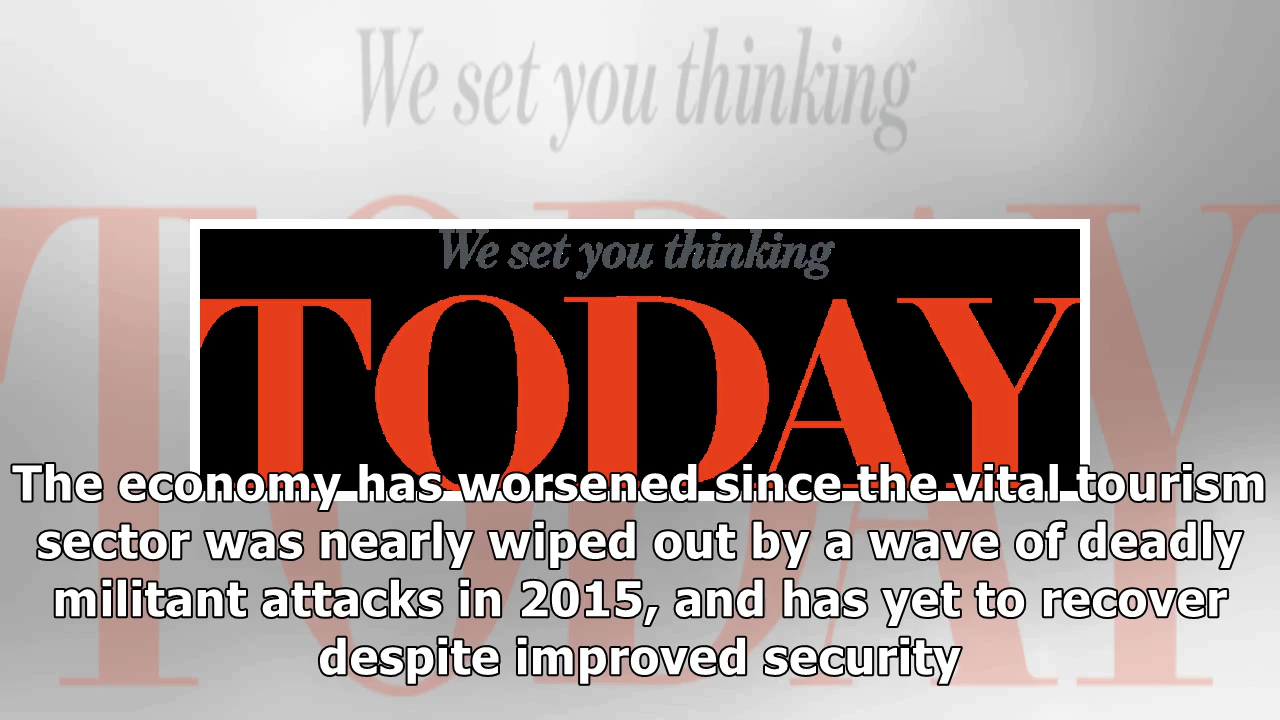 We set you thinking
TODAY
We set you thinking
TODAY
The economy has worsened since the vital tourism
sector was nearly wiped out by a wave of deadly
militant attacks in 2015, and has yet to recover
despite improved security